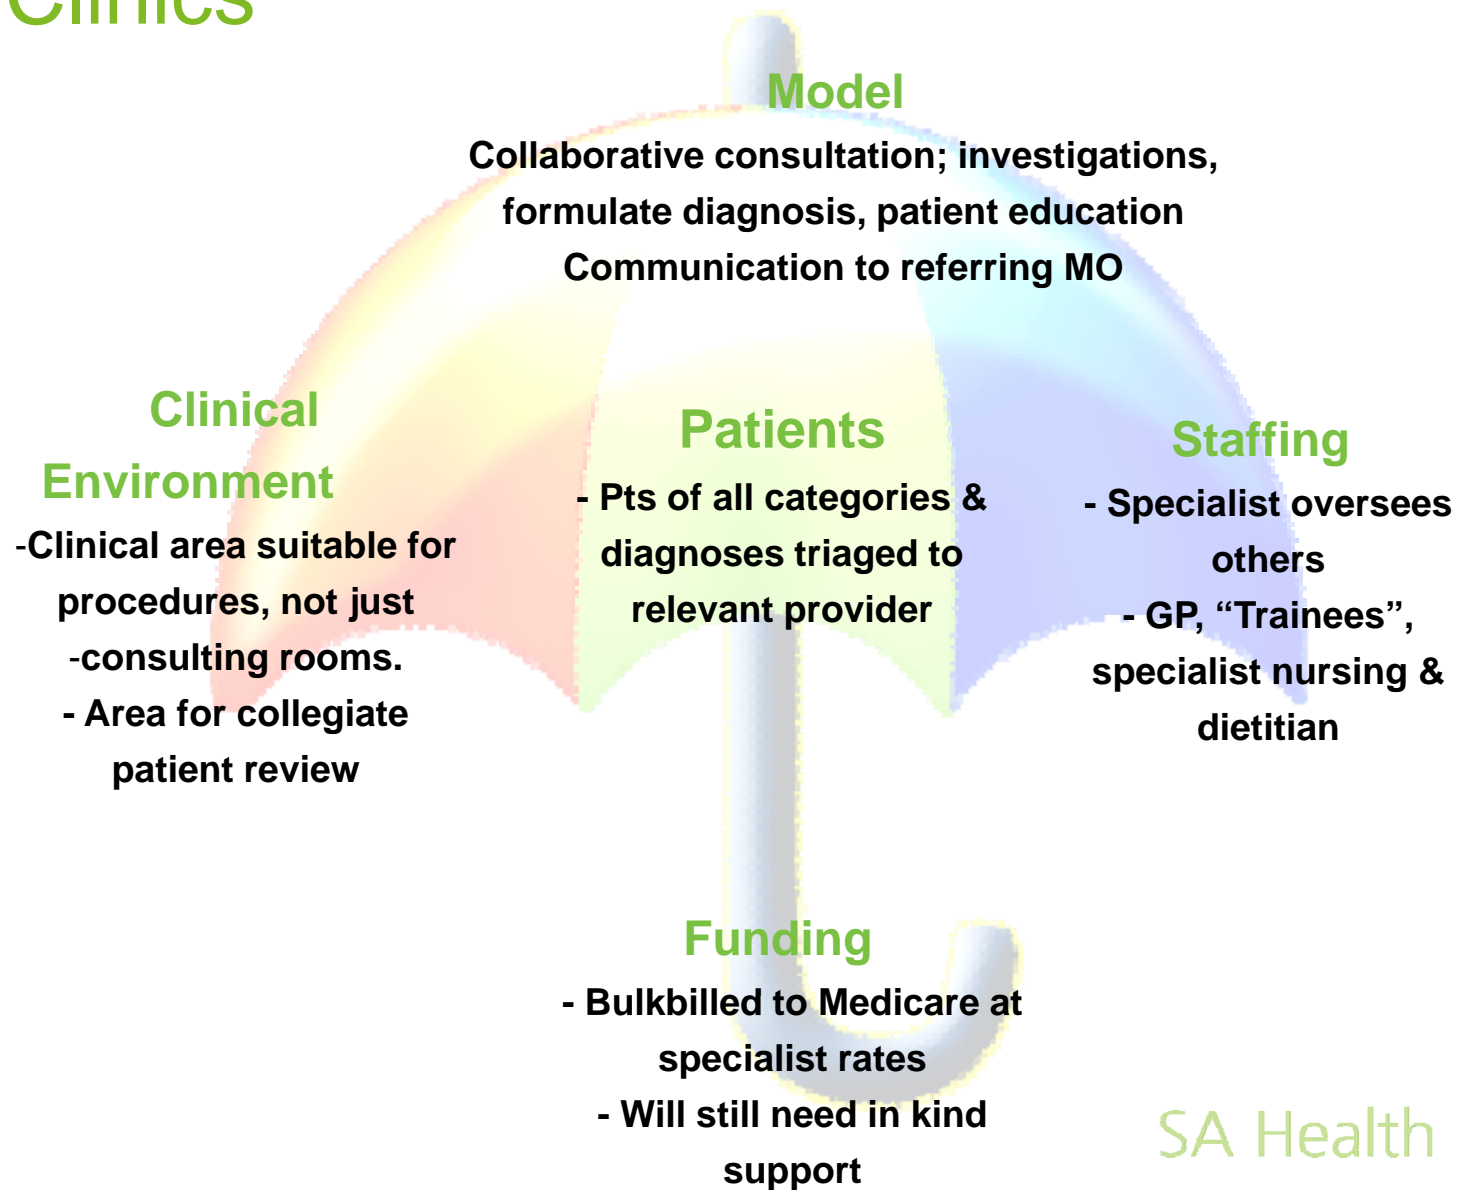 Clinics
Model
Collaborative consultation; investigations,
formulate diagnosis, patient education
Communication to referring MO
Clinical
Environment
-Clinical area suitable for
procedures, not just
-consulting rooms.
- Area for collegiate
patient review
Patients
- Pts of all categories &
diagnoses triaged to
relevant provider
Staffing
- Specialist oversees
others
- GP, “Trainees”,
specialist nursing &
dietitian
Funding
- Bulkbilled to Medicare at
specialist rates
- Will still need in kind
support
SA Health